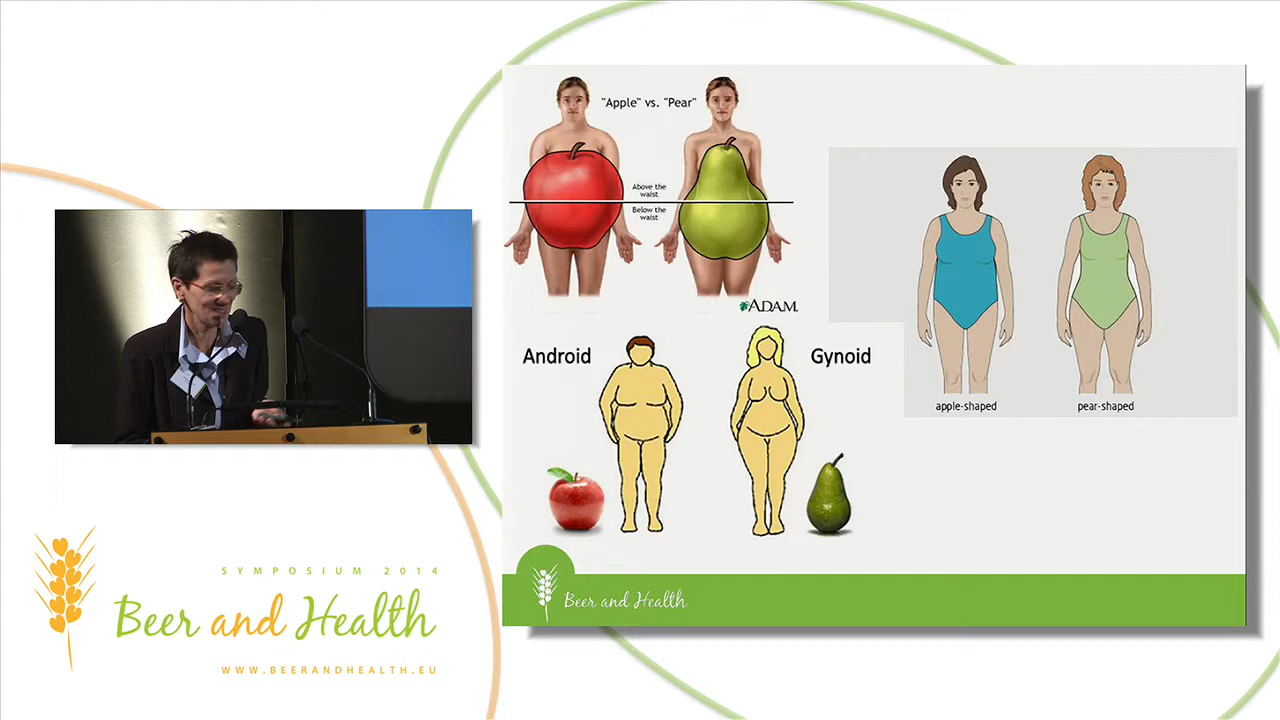 "Apple" vs. "Pear"
Above the
waist
Below the
waist
ADAM.
Android
Gynoid
apple-shaped
pear-shaped
Beer and Health
SYMPOSIUM 2014
Beer and Health
WWW.BEERANDHEALTH.EU